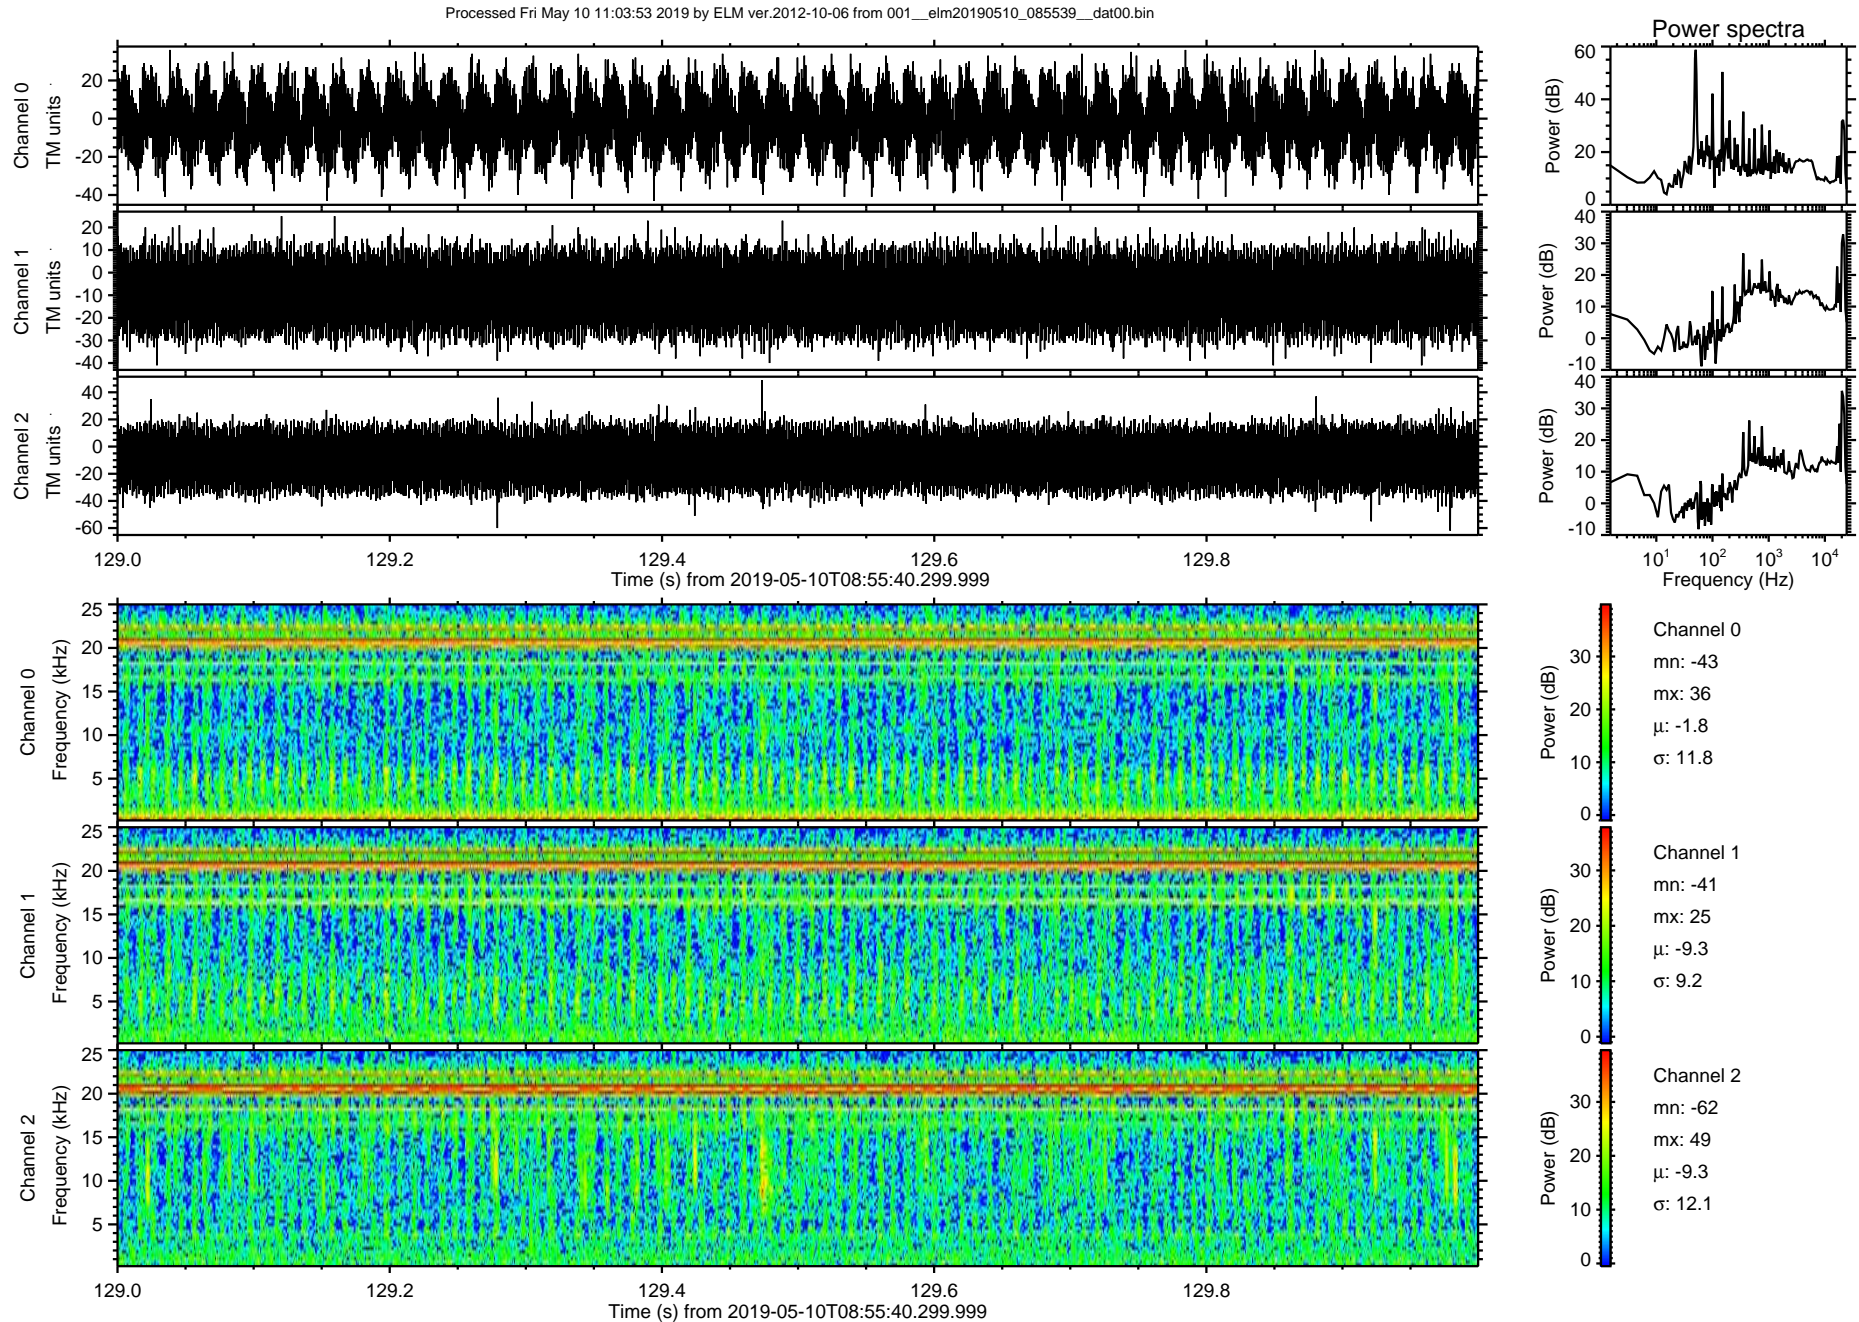 Processed Fri May 10 11:03:53 2019 by ELM ver.2012-10-06 from 001__elm20190510_085539__dat00.bin
Power spectra
Channel 0
TM units
20
0
-20
-40
Power (dB)
60
40
20
0
Channel 1
TM units
20
10
0
-10
-20
-30
-40
Power (dB)
40
30
20
10
0
-10
Channel 2
TM units
40
20
0
-20
-40
-60
Power (dB)
40
30
20
10
0
-10
129.0 129.2 129.4 129.6 129.8
Time (s) from 2019-05-10T08:55:40.299.999
10¹ 10² 10³ 10⁴
Frequency (Hz)
Channel 0
Frequency (kHz)
25
20
15
10
5
Power (dB)
30
20
10
0
Channel 0
mn: -43
mx: 36
μ: -1.8
σ: 11.8
Channel 1
Frequency (kHz)
25
20
15
10
5
Power (dB)
30
20
10
0
Channel 1
mn: -41
mx: 25
μ: -9.3
σ: 9.2
Channel 2
Frequency (kHz)
25
20
15
10
5
Power (dB)
30
20
10
0
Channel 2
mn: -62
mx: 49
μ: -9.3
σ: 12.1
129.0 129.2 129.4 129.6 129.8
Time (s) from 2019-05-10T08:55:40.299.999